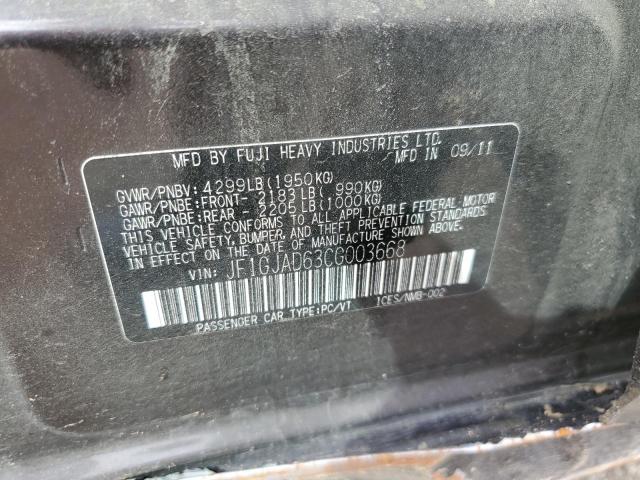 MFD BY FUJI HEAVY INDUSTRIES LTD.
MFD IN 09/11
GVWR/PNBV: 4299LB(1950KG)
GAWR/PNBE:FRONT- 2183LB( 990KG)
GAWR/PNBE:REAR - 2205LB(1000KG)
THIS VEHICLE CONFORMS TO ALL APPLICABLE FEDERAL MOTOR
VEHICLE SAFETY, BUMPER, AND THEFT PREVENTION STANDARDS
IN EFFECT ON THE DATE OF MANUFACTURE SHOWN ABOVE.
VIN: JF1GJAD63CG003668
PASSENGER CAR TYPE:PC/VT ICES/NMB-002